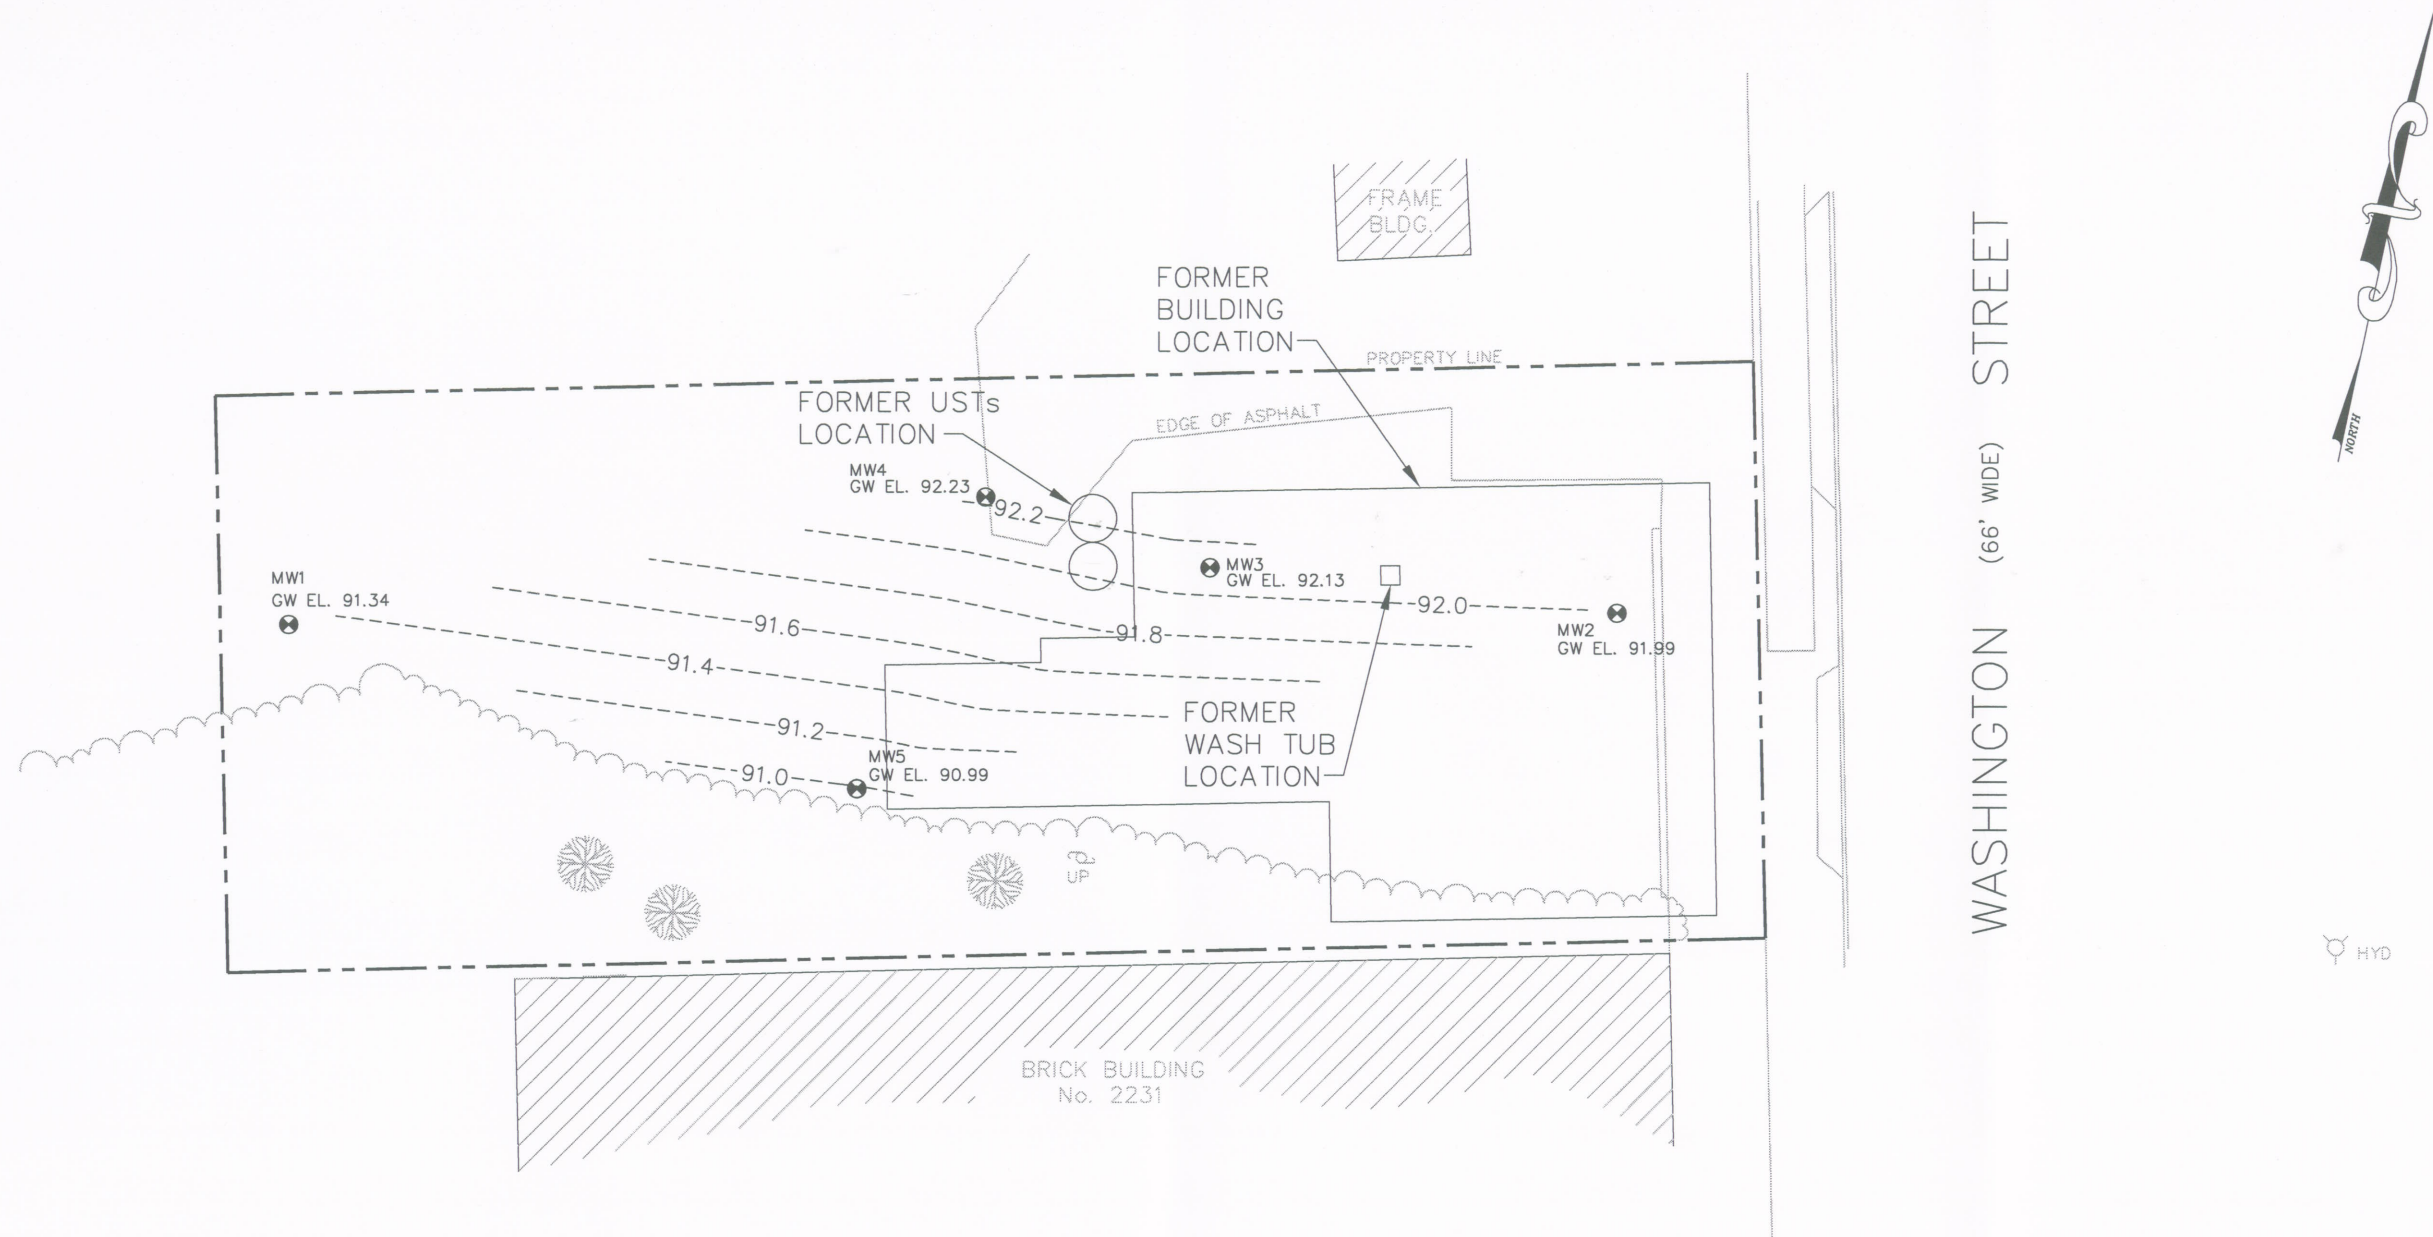 FRAME
BLDG.
FORMER
BUILDING
LOCATION
PROPERTY LINE
FORMER USTs
LOCATION
EDGE OF ASPHALT
MW4
GW EL. 92.23
92.2
MW3
GW EL. 92.13
MW1
GW EL. 91.34
92.0
91.6
91.8
MW2
GW EL. 91.99
91.4
FORMER
WASH TUB
LOCATION
91.2
MW5
GW EL. 90.99
91.0
UP
BRICK BUILDING
No. 2231
WASHINGTON (66' WIDE) STREET
NORTH
HYD